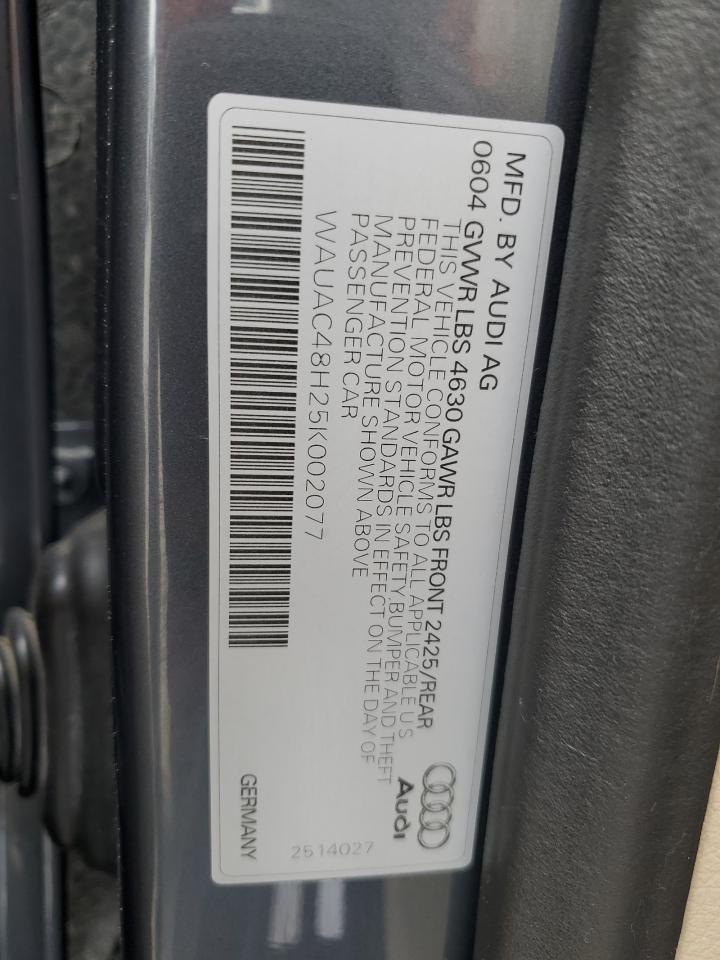 MFD. BY AUDI AG
0604 GVWR LBS 4630 GAWR LBS FRONT 2425/REAR
THIS VEHICLE CONFORMS TO ALL APPLICABLE U S
FEDERAL MOTOR VEHICLE SAFETY, BUMPER AND THEFT
PREVENTION STANDARDS IN EFFECT ON THE DAY OF
MANUFACTURE SHOWN ABOVE
PASSENGER CAR
WAUAC48H25K002077
Audi
GERMANY
2514027